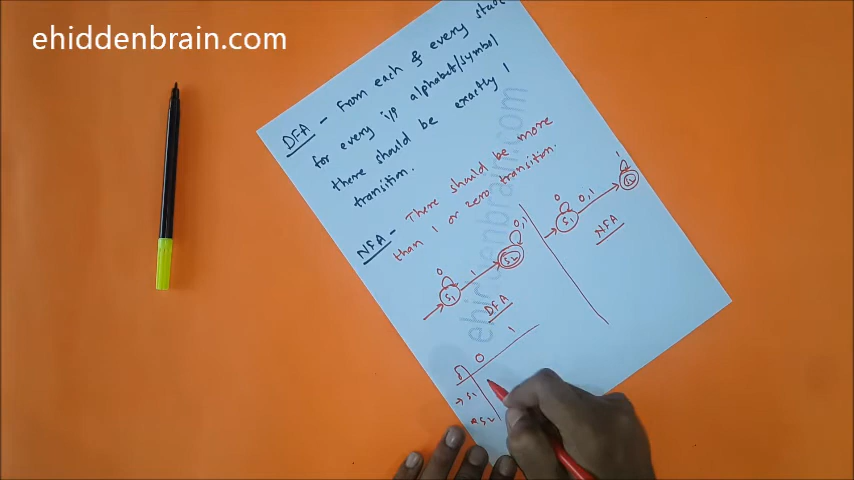 ehiddenbrain.com
DFA - From each & every state
for every i/p alphabet/symbol
there should be exactly 1
transition.
NFA - There should be more
than 1 or zero transition.
0 1 0,1
S1 S2
DFA
0 0,1 1
S1 S2
NFA
ehiddenbrain.com
δ 0 1
→ S1
* S2